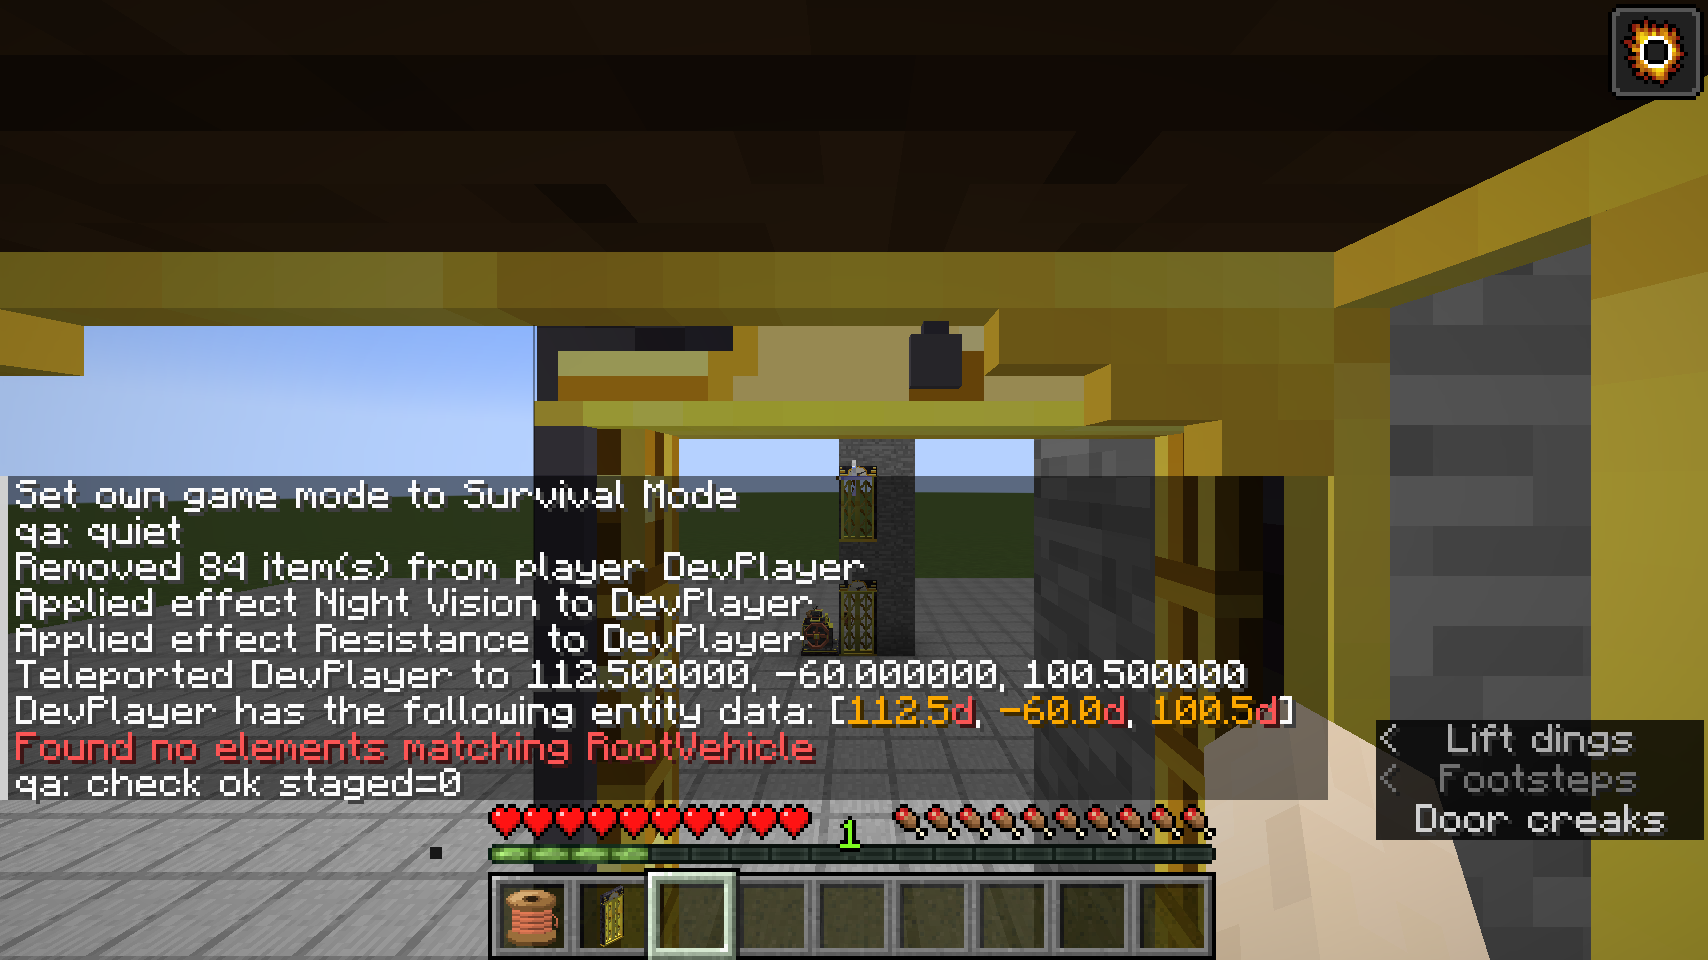 Set own game mode to Survival Mode
qa: quiet
Removed 84 item(s) from player DevPlayer
Applied effect Night Vision to DevPlayer
Applied effect Resistance to DevPlayer
Teleported DevPlayer to 112.500000, -60.000000, 100.500000
DevPlayer has the following entity data: [112.5d, -60.0d, 100.5d]
Found no elements matching RootVehicle
qa: check ok staged=0
< Lift dings
< Footsteps
Door creaks
1